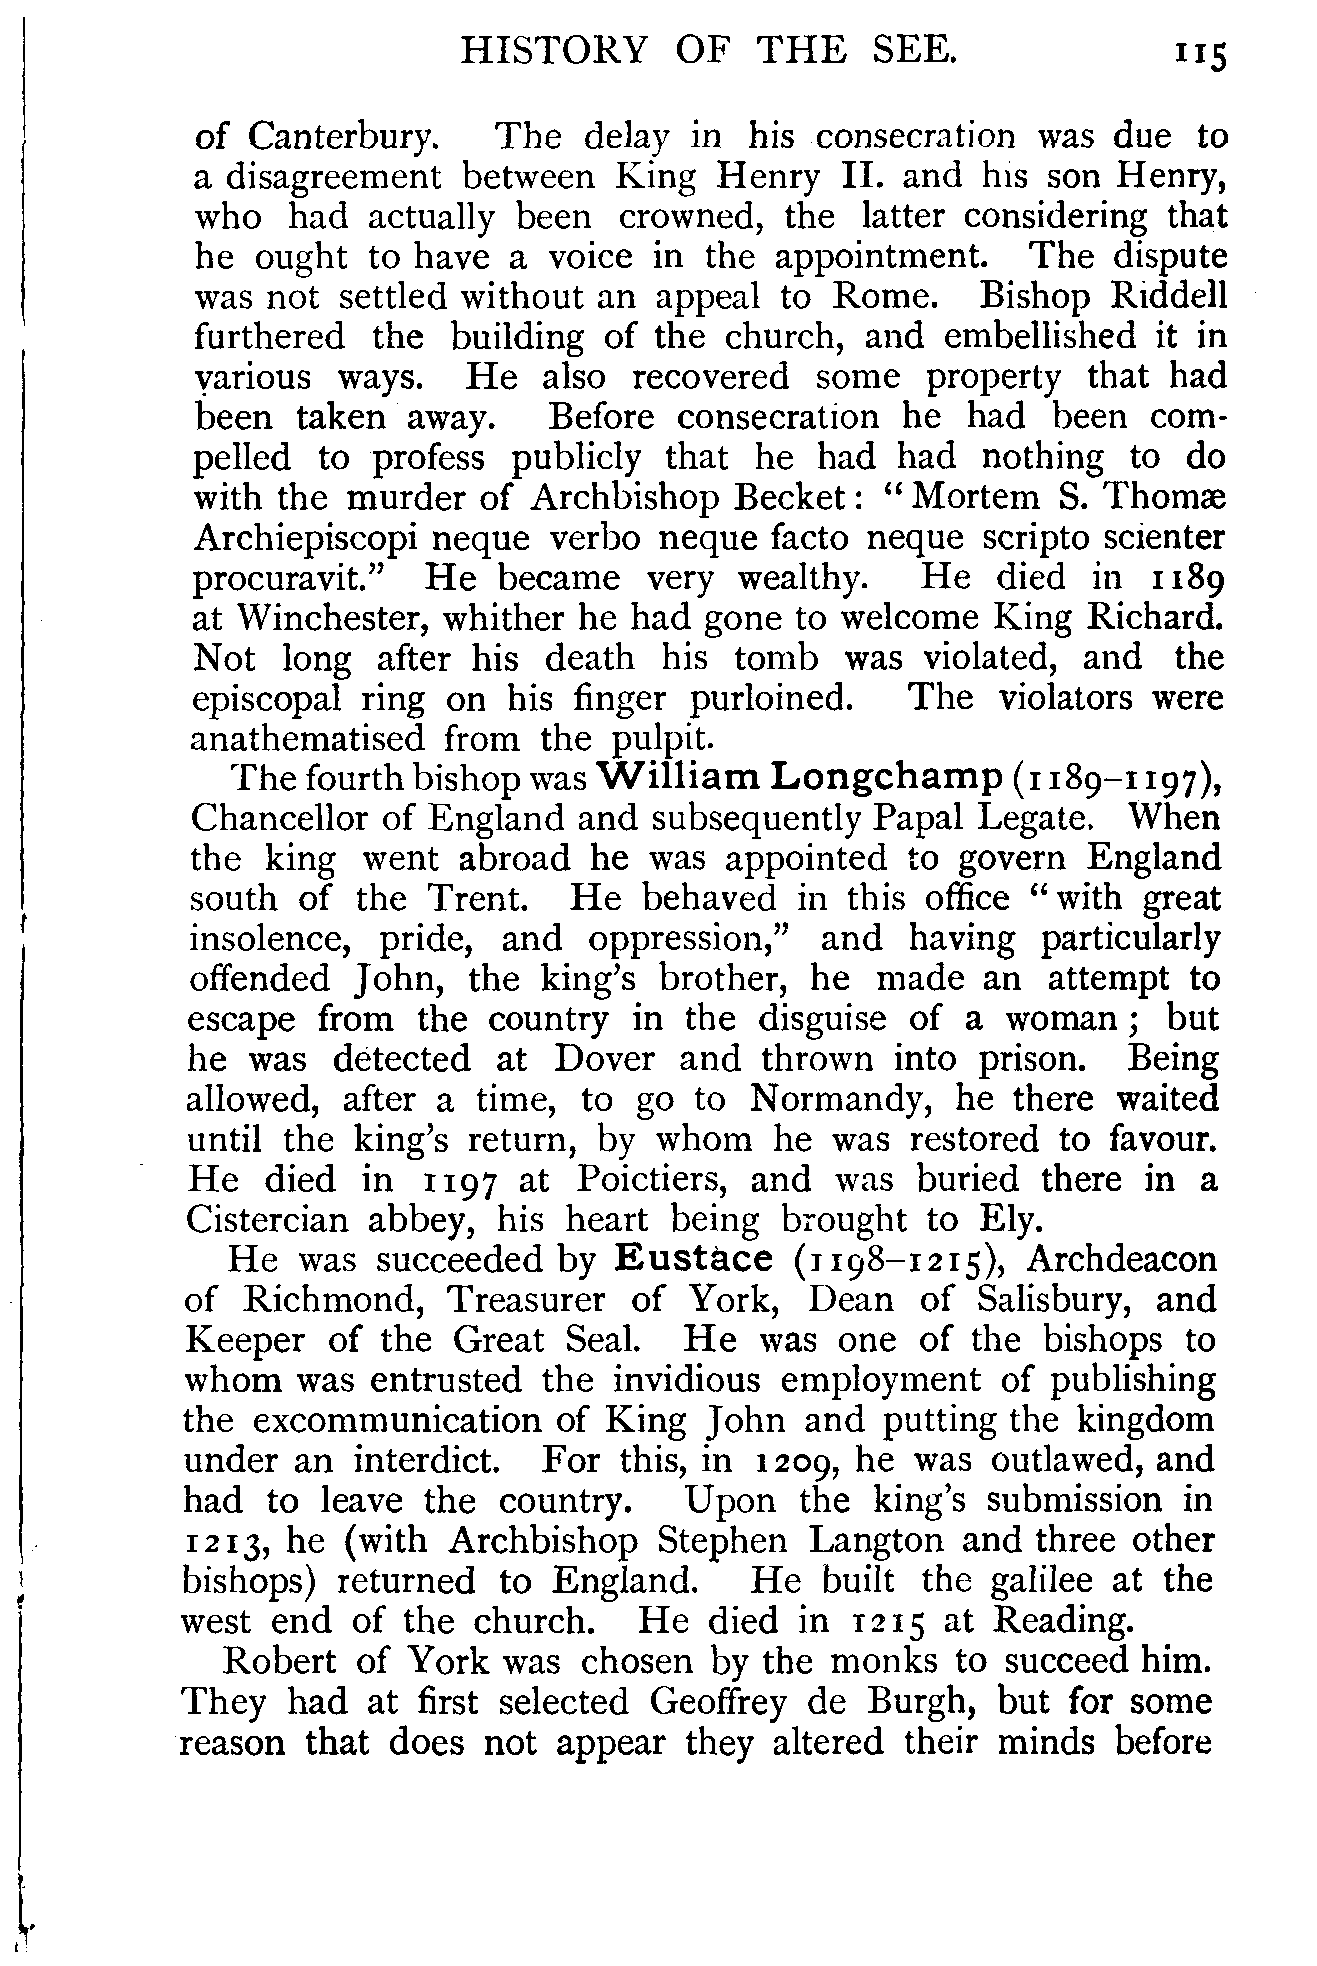 HISTORY OF THE SEE. 115
of Canterbury. The delay in his consecration was due to
a disagreement between King Henry II. and his son Henry,
who had actually been crowned, the latter considering that
he ought to have a voice in the appointment. The dispute
was not settled without an appeal to Rome. Bishop Riddell
furthered the building of the church, and embellished it in
various ways. He also recovered some property that had
been taken away. Before consecration he had been com-
pelled to profess publicly that he had had nothing to do
with the murder of Archbishop Becket: “Mortem S. Thomæ
Archiepiscopi neque verbo neque facto neque scripto scienter
procuravit.” He became very wealthy. He died in 1189
at Winchester, whither he had gone to welcome King Richard.
Not long after his death his tomb was violated, and the
episcopal ring on his finger purloined. The violators were
anathematised from the pulpit.
The fourth bishop was William Longchamp (1189–1197),
Chancellor of England and subsequently Papal Legate. When
the king went abroad he was appointed to govern England
south of the Trent. He behaved in this office “with great
insolence, pride, and oppression,” and having particularly
offended John, the king's brother, he made an attempt to
escape from the country in the disguise of a woman; but
he was detected at Dover and thrown into prison. Being
allowed, after a time, to go to Normandy, he there waited
until the king's return, by whom he was restored to favour.
He died in 1197 at Poictiers, and was buried there in a
Cistercian abbey, his heart being brought to Ely.
He was succeeded by Eustace (1198–1215), Archdeacon
of Richmond, Treasurer of York, Dean of Salisbury, and
Keeper of the Great Seal. He was one of the bishops to
whom was entrusted the invidious employment of publishing
the excommunication of King John and putting the kingdom
under an interdict. For this, in 1209, he was outlawed, and
had to leave the country. Upon the king's submission in
1213, he (with Archbishop Stephen Langton and three other
bishops) returned to England. He built the galilee at the
west end of the church. He died in 1215 at Reading.
Robert of York was chosen by the monks to succeed him.
They had at first selected Geoffrey de Burgh, but for some
reason that does not appear they altered their minds before